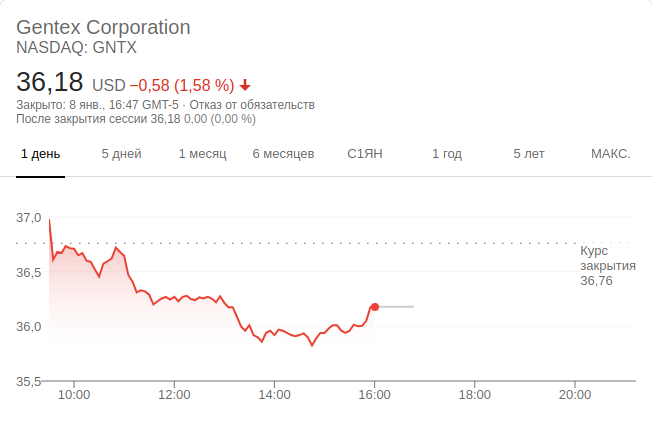 Gentex Corporation
NASDAQ: GNTX
36,18 USD −0,58 (1,58 %)
Закрыто: 8 янв., 16:47 GMT-5 · Отказ от обязательств
После закрытия сессии 36,18 0,00 (0,00 %)
1 день 5 дней 1 месяц 6 месяцев С1ЯН 1 год 5 лет МАКС.
37,0
Курс
закрытия
36,76
36,5
36,0
35,5
10:00 12:00 14:00 16:00 18:00 20:00